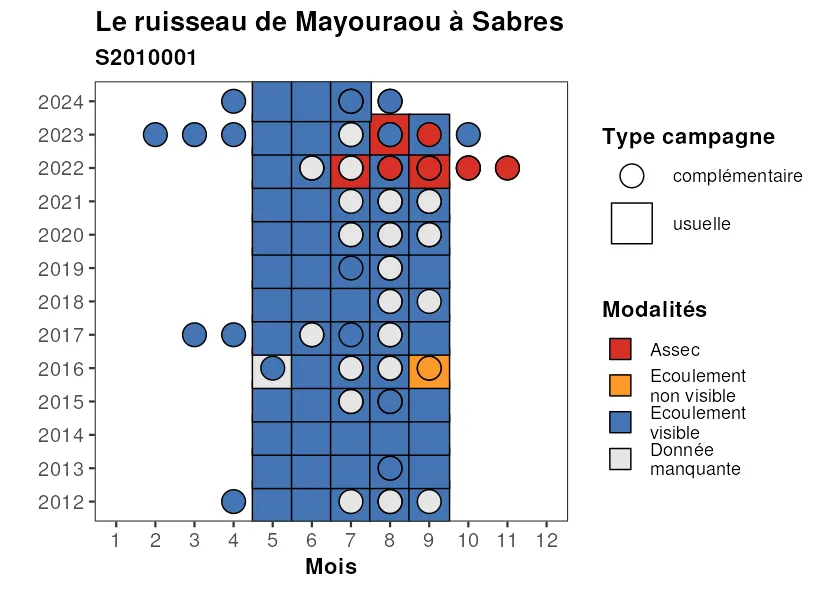 Le ruisseau de Mayouraou à Sabres
S2010001
2024
2023
2022
2021
2020
2019
2018
2017
2016
2015
2014
2013
2012
1 2 3 4 5 6 7 8 9 10 11 12
Mois
Type campagne
complémentaire
usuelle
Modalités
Assec
Ecoulement
non visible
Ecoulement
visible
Donnée
manquante